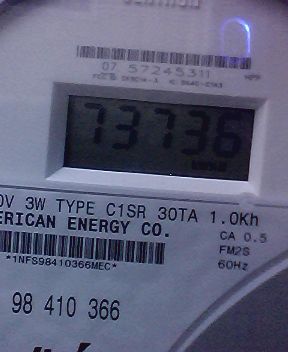 07 57245311
73736
0V 3W TYPE C1SR 30TA 1.0Kh
ERICAN ENERGY CO.
CA 0.5
*1NFS98410366MEC*
FM2S
60Hz
98 410 366